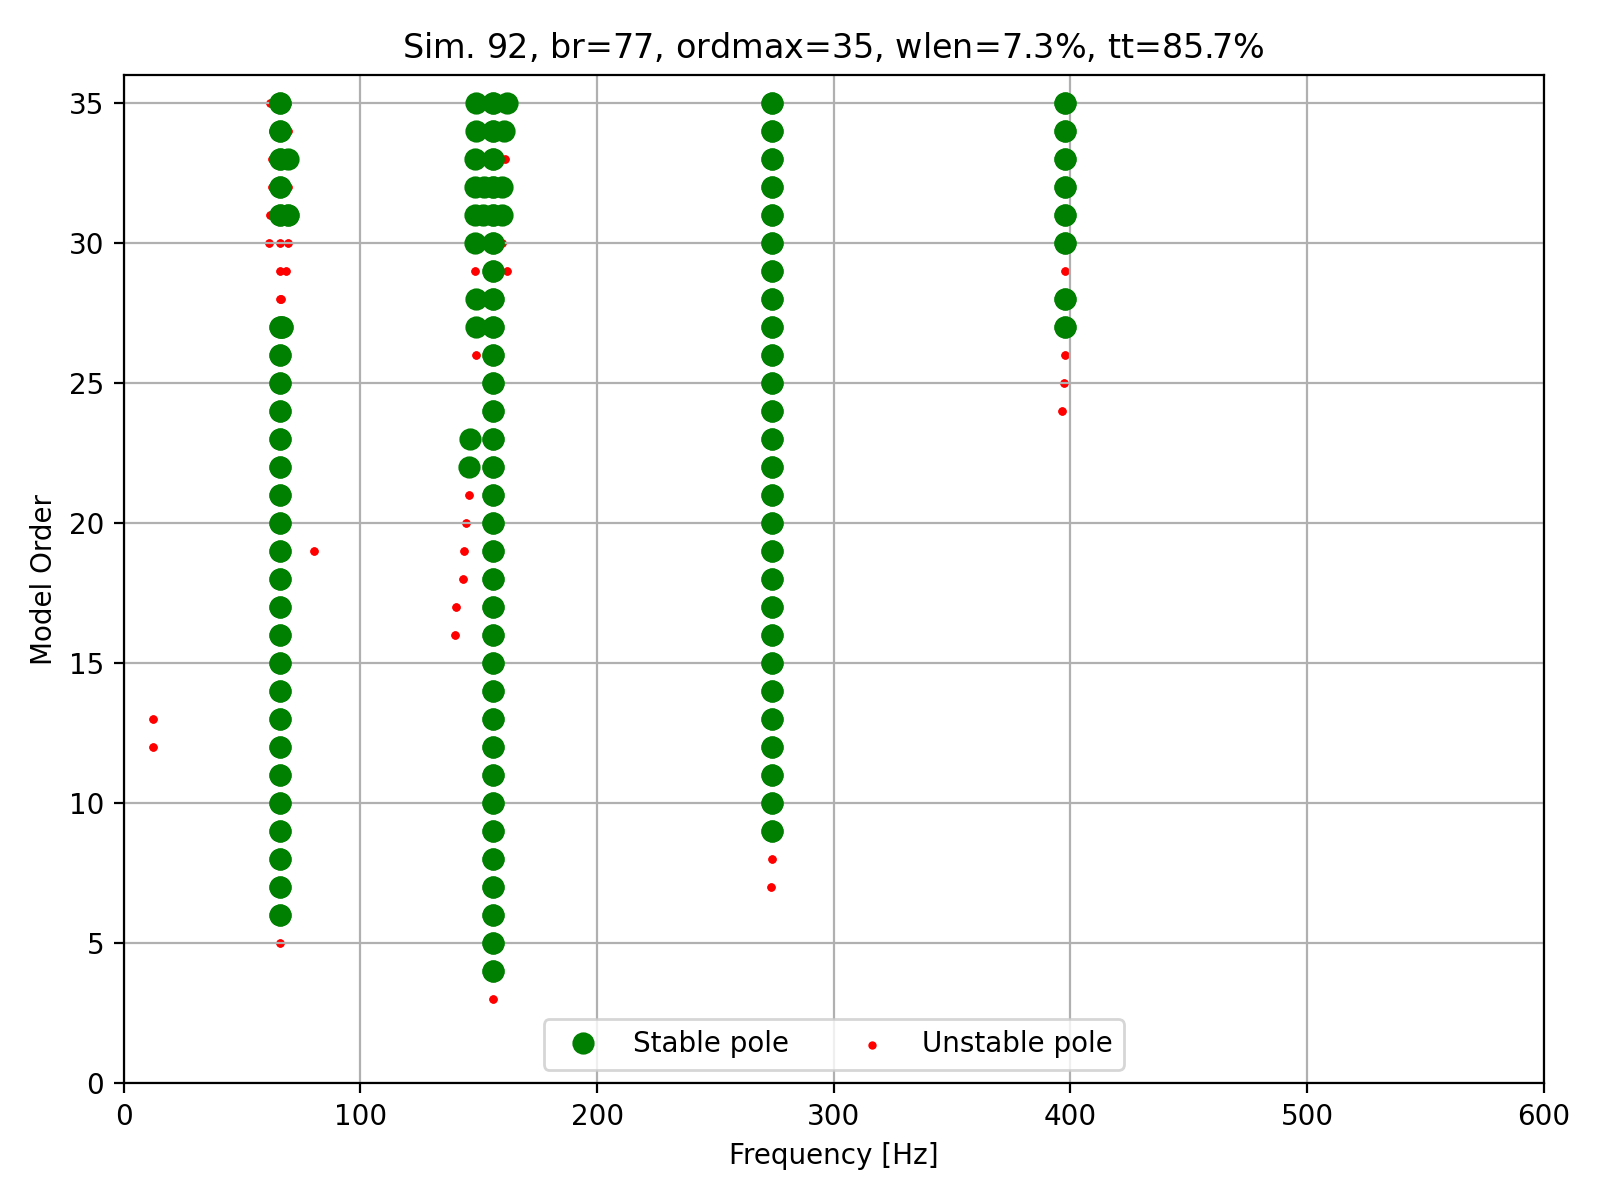 Sim. 92, br=77, ordmax=35, wlen=7.3%, tt=85.7%
35
30
25
20
15
10
5
0
Model Order
Stable pole
Unstable pole
0 100 200 300 400 500 600
Frequency [Hz]